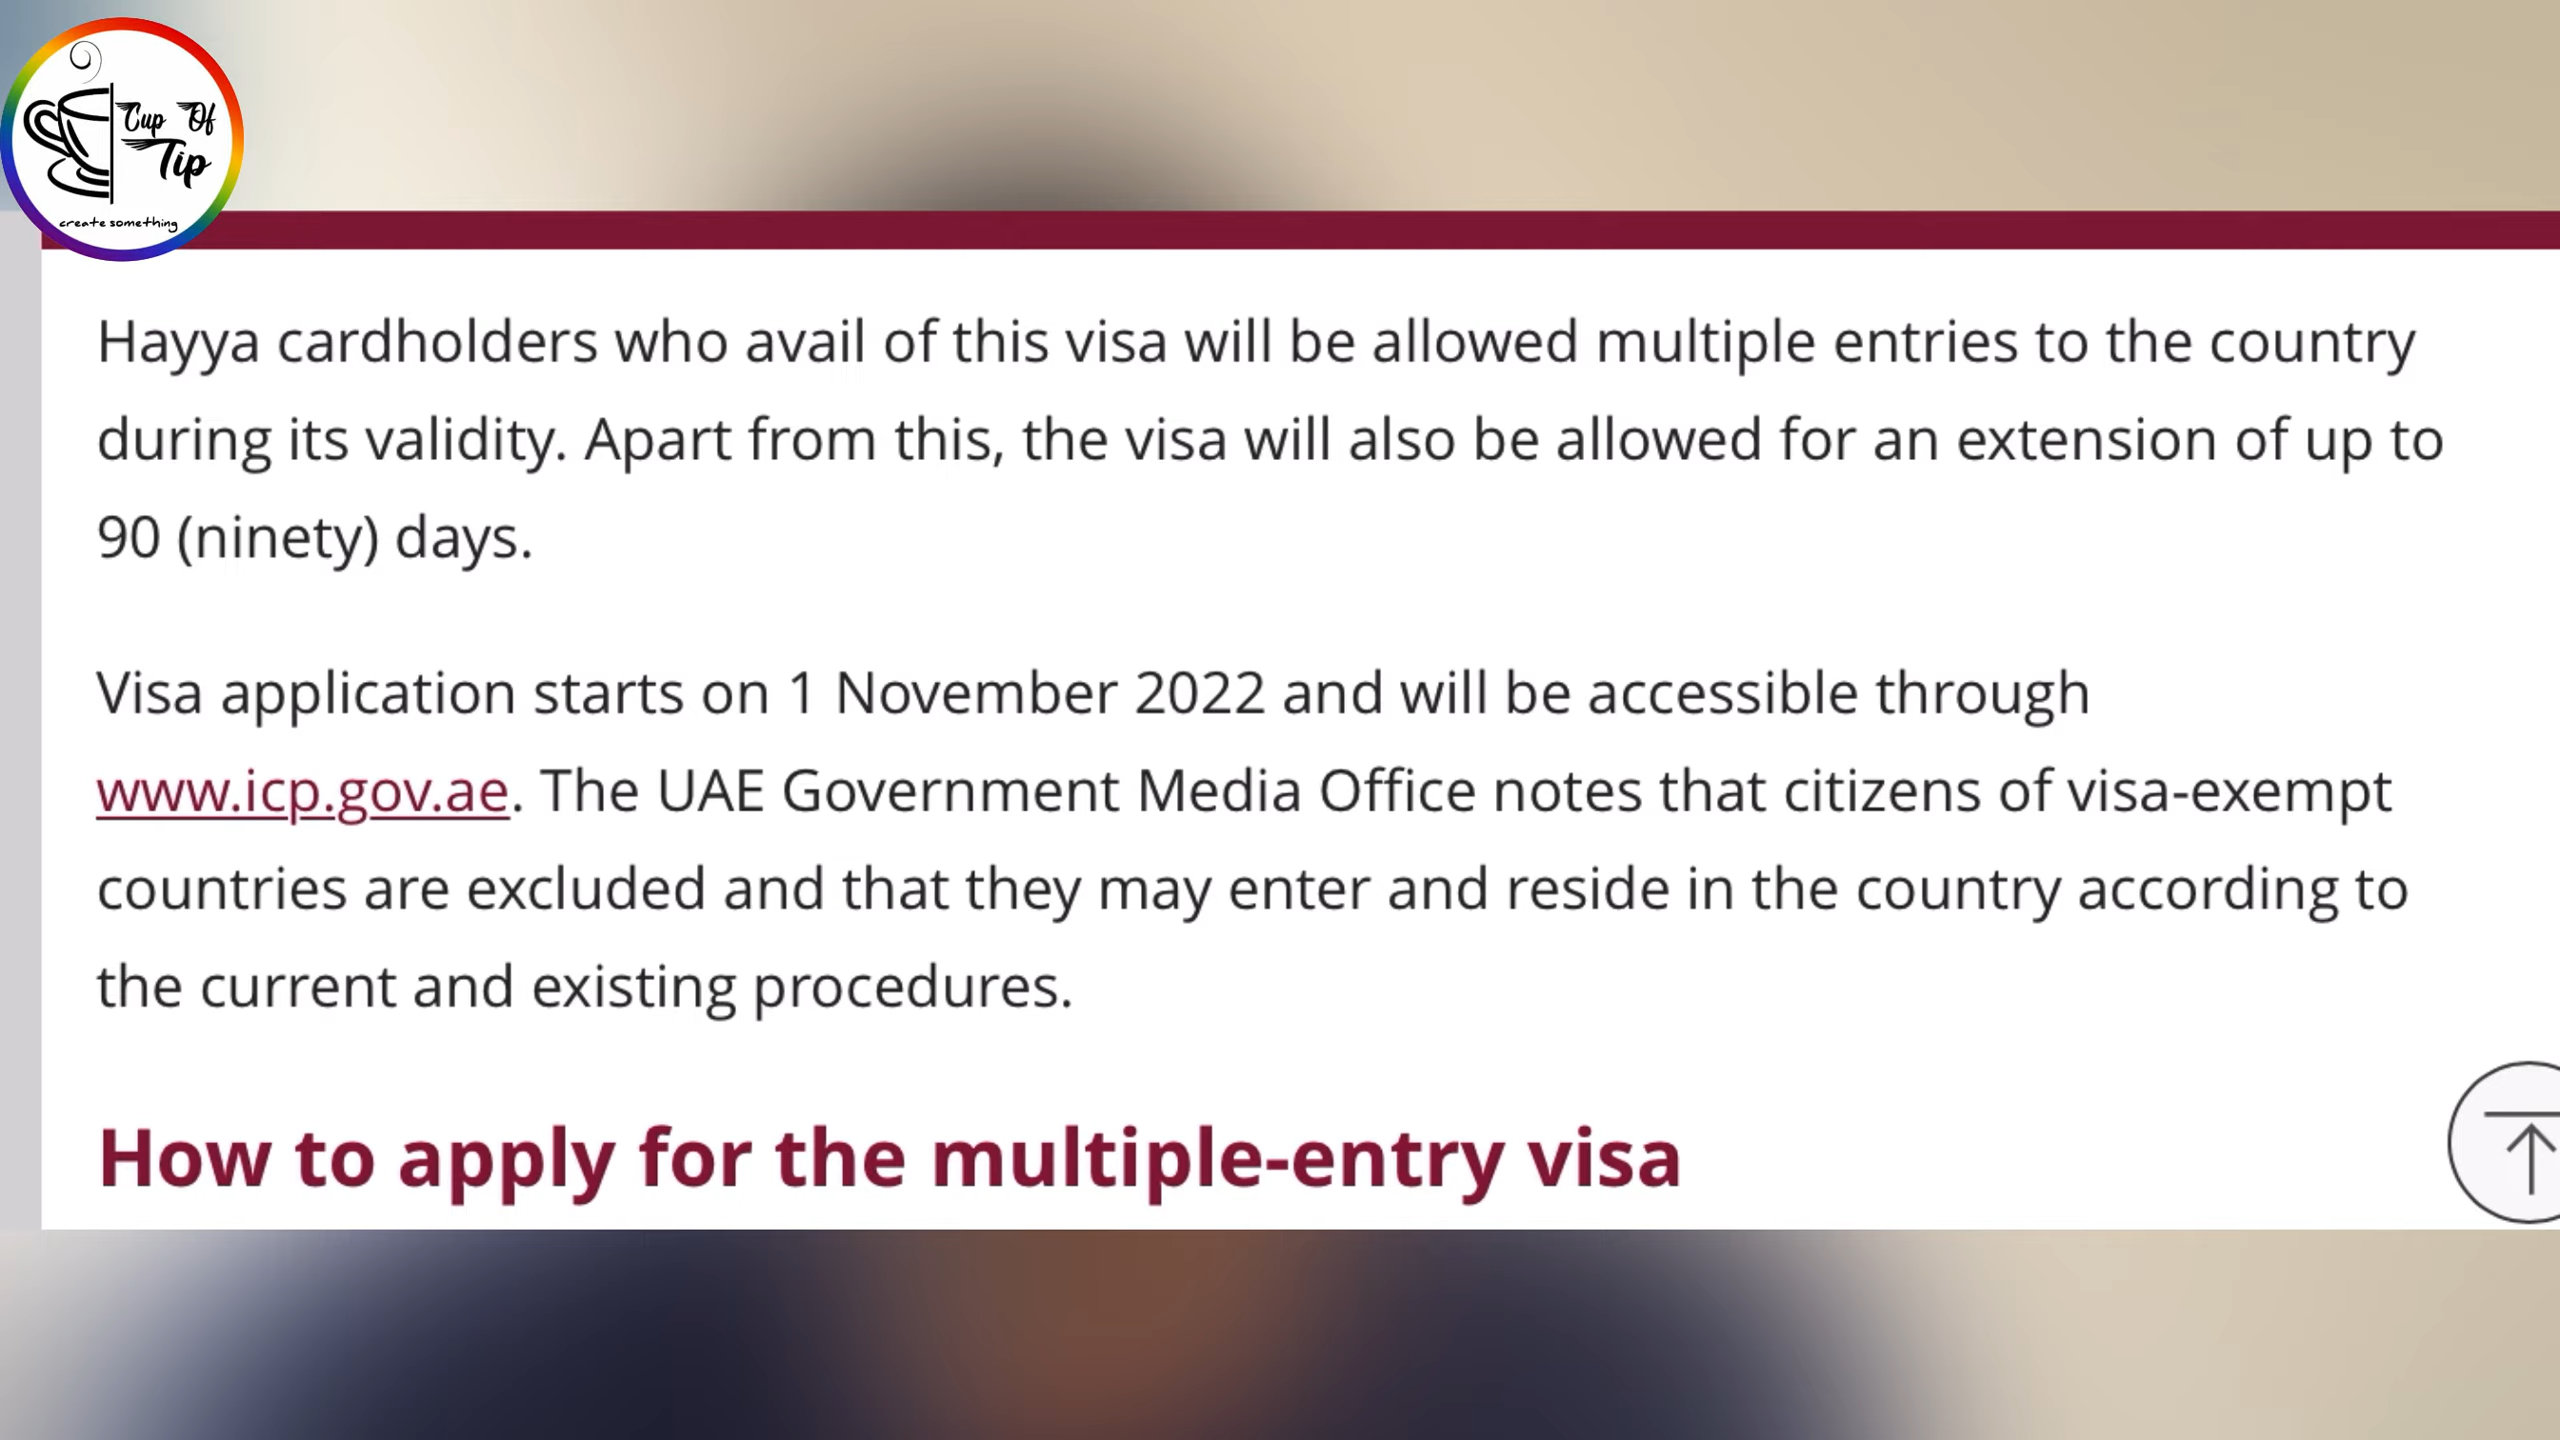 Cup Of
Tip
create something
Hayya cardholders who avail of this visa will be allowed multiple entries to the country
during its validity. Apart from this, the visa will also be allowed for an extension of up to
90 (ninety) days.
Visa application starts on 1 November 2022 and will be accessible through
www.icp.gov.ae. The UAE Government Media Office notes that citizens of visa-exempt
countries are excluded and that they may enter and reside in the country according to
the current and existing procedures.
How to apply for the multiple-entry visa